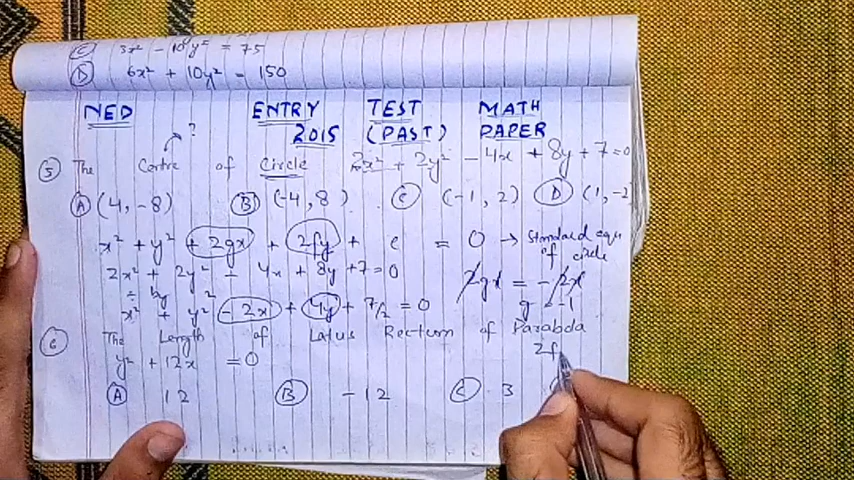 C 3x² - 10y² = 75
D 6x² + 10y² = 150
NED ENTRY TEST MATH
2015 (PAST) PAPER
?
5 The Centre of Circle 2x² + 2y² - 4x + 8y + 7 = 0
A (4, -8) B (-4, 8) C (-1, 2) D (1, -2
x² + y² + 2gx + 2fy + c = 0 → Standard equ
of circle
2x² + 2y² - 4x + 8y + 7 = 0
2gx = -2x
÷ by 2
x² + y² - 2x + 4y + 7/2 = 0
g = -1
6 The Length of Latus Rectum of Parabola
y² + 12x = 0
2f
A 12 B -12 C 3